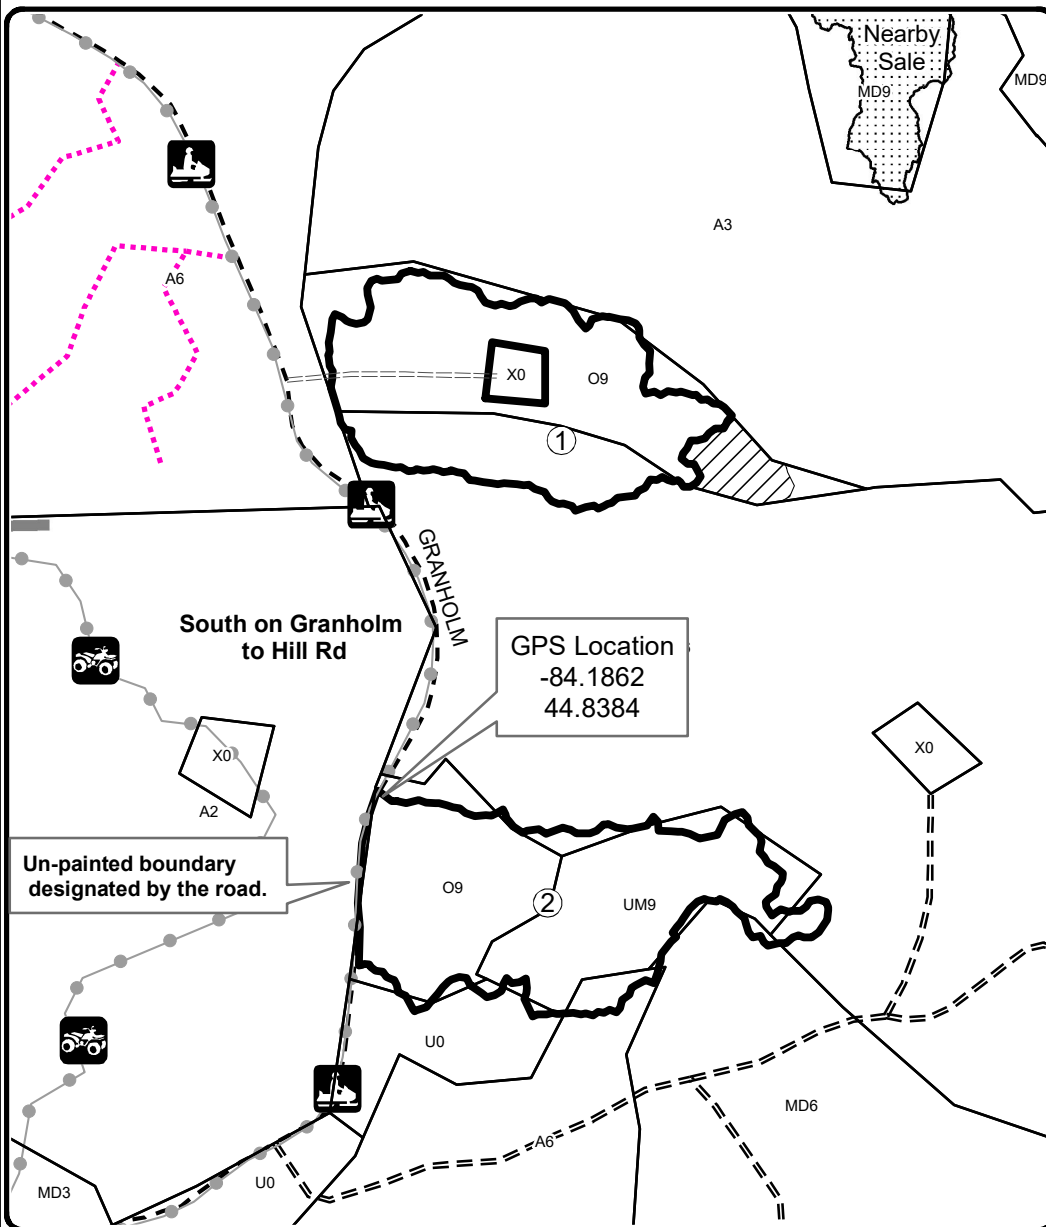 Nearby
Sale
MD9
MD9
A3
A6
X0
O9
1
GRANHOLM
South on Granholm
to Hill Rd
GPS Location
-84.1862
44.8384
X0
X0
A2
Un-painted boundary
designated by the road.
O9
2
UM9
U0
MD6
A6
U0
MD3